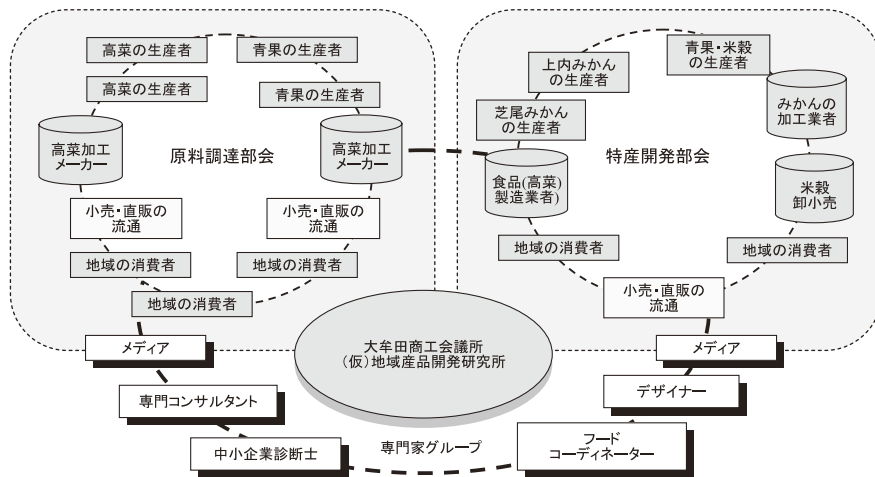 高菜の生産者
青果の生産者
高菜の生産者
青果の生産者
高菜加工
メーカー
原料調達部会
高菜加工
メーカー
小売・直販の
流通
小売・直販の
流通
地域の消費者
地域の消費者
地域の消費者
上内みかん
の生産者
青果・米穀
の生産者
芝尾みかん
の生産者
みかんの
加工業者
特産開発部会
食品(高菜)
製造業者)
米穀
卸小売
地域の消費者
地域の消費者
小売・直販の
流通
大牟田商工会議所
（仮）地域産品開発研究所
メディア
メディア
専門コンサルタント
デザイナー
中小企業診断士
専門家グループ
フード
コーディネーター